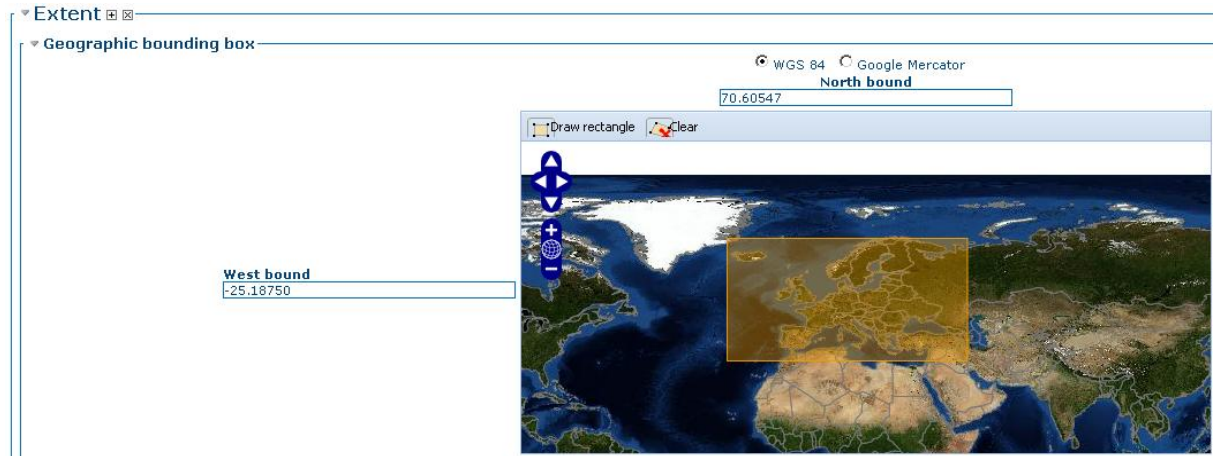 Extent
Geographic bounding box
WGS 84 Google Mercator
North bound
70.60547
Draw rectangle Clear
West bound
-25.18750